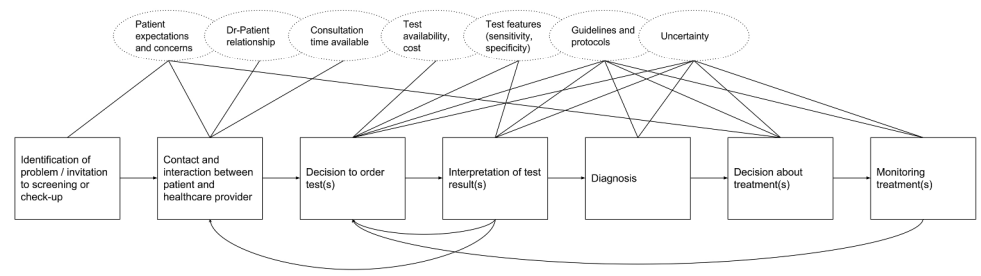 Patient
expectations
and concerns
Dr-Patient
relationship
Consultation
time available
Test
availability,
cost
Test features
(sensitivity,
specificity)
Guidelines and
protocols
Uncertainty
Identification of
problem / invitation
to screening or
check-up
Contact and
interaction between
patient and
healthcare provider
Decision to order
test(s)
Interpretation of test
result(s)
Diagnosis
Decision about
treatment(s)
Monitoring
treatment(s)